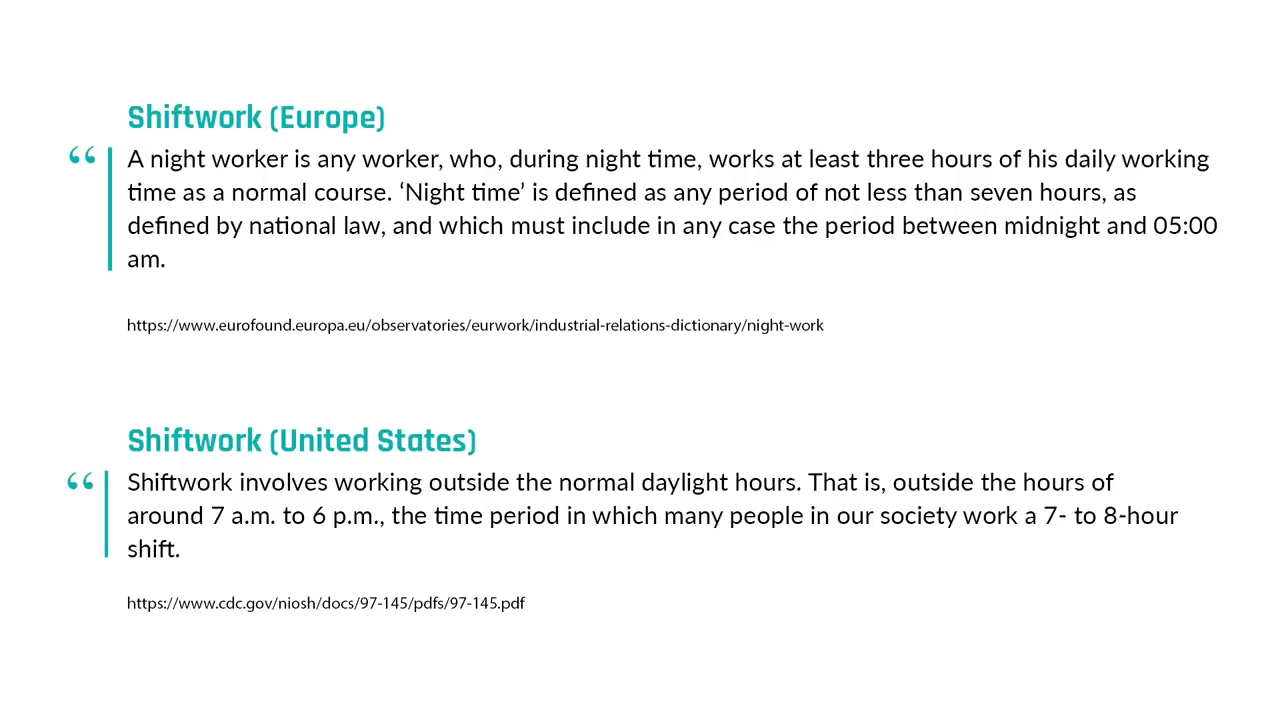 Shiftwork (Europe)
“ A night worker is any worker, who, during night time, works at least three hours of his daily working
time as a normal course. ‘Night time’ is defined as any period of not less than seven hours, as
defined by national law, and which must include in any case the period between midnight and 05:00
am.
https://www.eurofound.europa.eu/observatories/eurwork/industrial-relations-dictionary/night-work
Shiftwork (United States)
“ Shiftwork involves working outside the normal daylight hours. That is, outside the hours of
around 7 a.m. to 6 p.m., the time period in which many people in our society work a 7- to 8-hour
shift.
https://www.cdc.gov/niosh/docs/97-145/pdfs/97-145.pdf